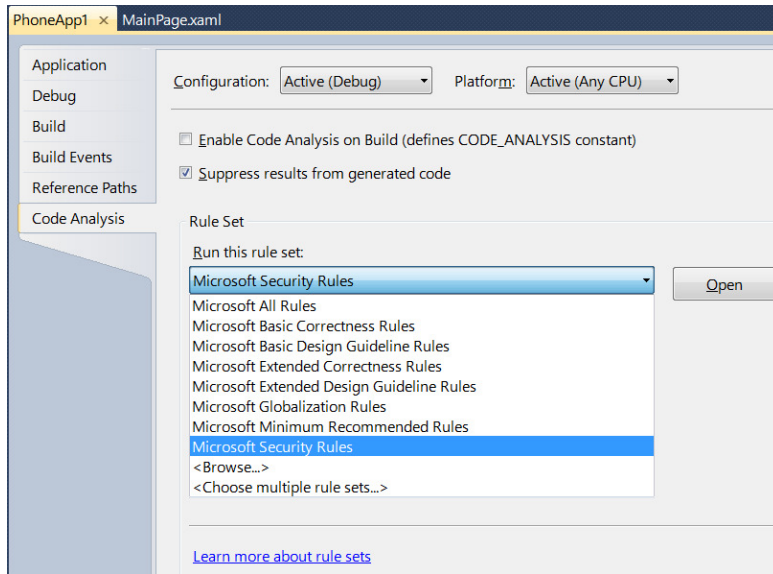 PhoneApp1 × MainPage.xaml
Application
Debug
Build
Build Events
Reference Paths
Code Analysis
Configuration: Active (Debug) Platform: Active (Any CPU)
Enable Code Analysis on Build (defines CODE_ANALYSIS constant)
Suppress results from generated code
Rule Set
Run this rule set:
Microsoft Security Rules
Open
Microsoft All Rules
Microsoft Basic Correctness Rules
Microsoft Basic Design Guideline Rules
Microsoft Extended Correctness Rules
Microsoft Extended Design Guideline Rules
Microsoft Globalization Rules
Microsoft Minimum Recommended Rules
Microsoft Security Rules
<Browse...>
<Choose multiple rule sets...>
Learn more about rule sets